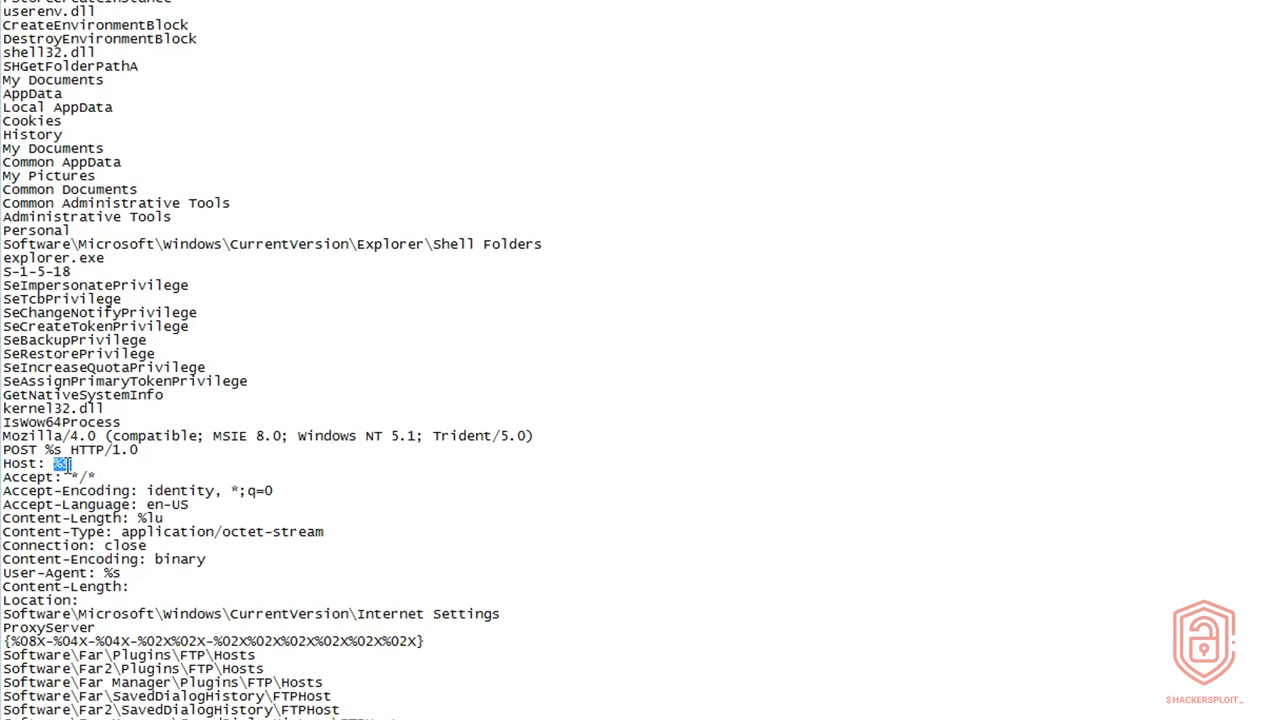 userenv.dll
CreateEnvironmentBlock
DestroyEnvironmentBlock
shell32.dll
SHGetFolderPathA
My Documents
AppData
Local AppData
Cookies
History
My Documents
Common AppData
My Pictures
Common Documents
Common Administrative Tools
Administrative Tools
Personal
Software\Microsoft\Windows\CurrentVersion\Explorer\Shell Folders
explorer.exe
S-1-5-18
SeImpersonatePrivilege
SeTcbPrivilege
SeChangeNotifyPrivilege
SeCreateTokenPrivilege
SeBackupPrivilege
SeRestorePrivilege
SeIncreaseQuotaPrivilege
SeAssignPrimaryTokenPrivilege
GetNativeSystemInfo
kernel32.dll
IsWow64Process
Mozilla/4.0 (compatible; MSIE 8.0; Windows NT 5.1; Trident/5.0)
POST %s HTTP/1.0
Host: %s
Accept: */*
Accept-Encoding: identity, *;q=0
Accept-Language: en-US
Content-Length: %lu
Content-Type: application/octet-stream
Connection: close
Content-Encoding: binary
User-Agent: %s
Content-Length:
Location:
Software\Microsoft\Windows\CurrentVersion\Internet Settings
ProxyServer
{%08X-%04X-%04X-%02X%02X-%02X%02X%02X%02X%02X%02X}
Software\Far\Plugins\FTP\Hosts
Software\Far2\Plugins\FTP\Hosts
Software\Far Manager\Plugins\FTP\Hosts
Software\Far\SavedDialogHistory\FTPHost
Software\Far2\SavedDialogHistory\FTPHost
$HACKERSPLOIT_